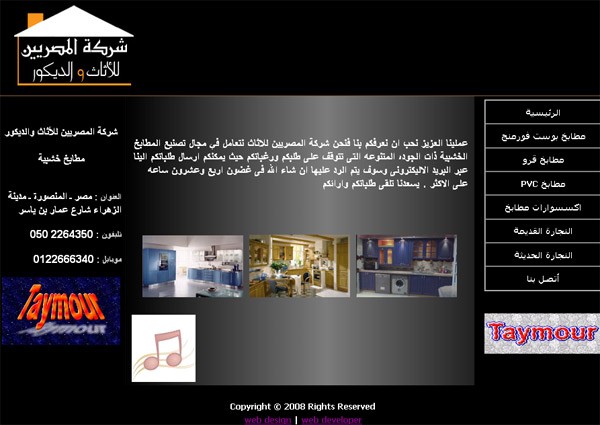 شركة المصريين
للأثاث و الديكور
شركة المصريين للأثاث والديكور
مطابخ خشبية
العنوان : مصر ـ المنصورة ـ مدينة
الزهراء شارع عمار بن ياسر
تليفون : 2264350 050
موبايل : 0122666340
Taymour
عملينا العزيز نحب ان نعرفكم بنا فنحن شركة المصريين للاثاث نتعامل فى مجال تصنيع المطابخ
الخشبية ذات الجوده المتنوعه التى تتوقف على طلبكم ورغباتكم حيث يمكنكم ارسال طلباتكم الينا
عبر البريد الاليكترونى وسوف يتم الرد عليها ان شاء الله فى غضون اربع وعشرون ساعه
على الاكثر , يسعدنا تلقى طلباتكم وارائكم
الرئيسية
مطابخ بوست فورمنج
مطابخ قرو
مطابخ PVC
اكسسوارات مطابخ
النجارة القديمة
النجارة الحديثة
أتصل بنا
Taymour
Copyright © 2008 Rights Reserved
web design | web developer